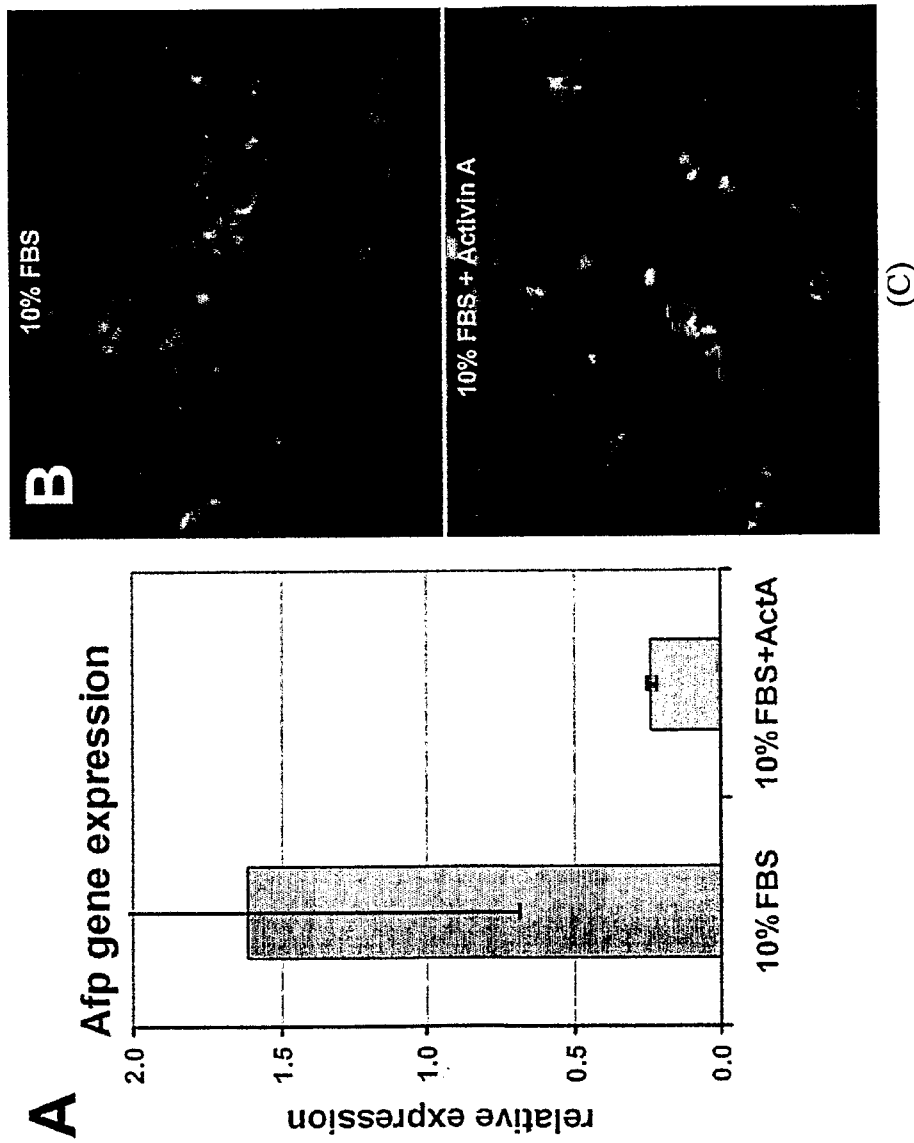 A
Afp gene expression
relative expression
2.0
1.5
1.0
0.5
0.0
10%FBS
10%FBS+ActA
B
10% FBS
10% FBS + Activin A
(C)